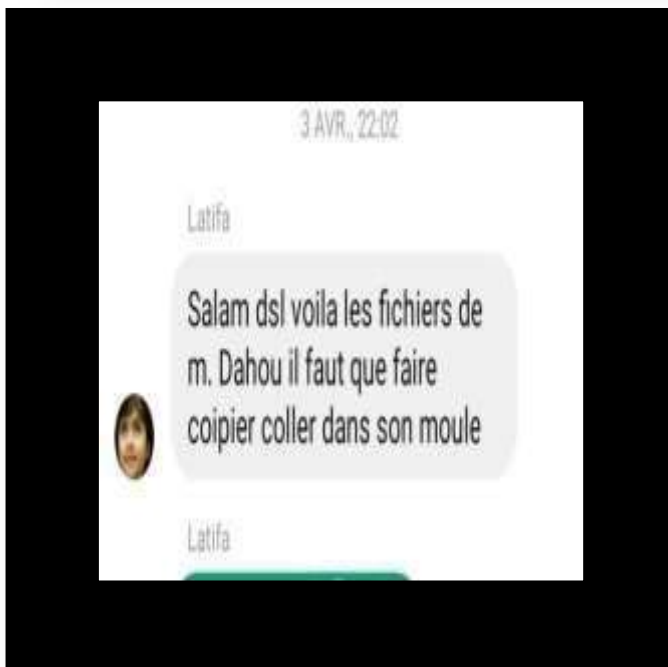 3 AVR., 22:02
Latifa
Salam dsl voila les fichiers de
m. Dahou il faut que faire
coipier coller dans son moule
Latifa